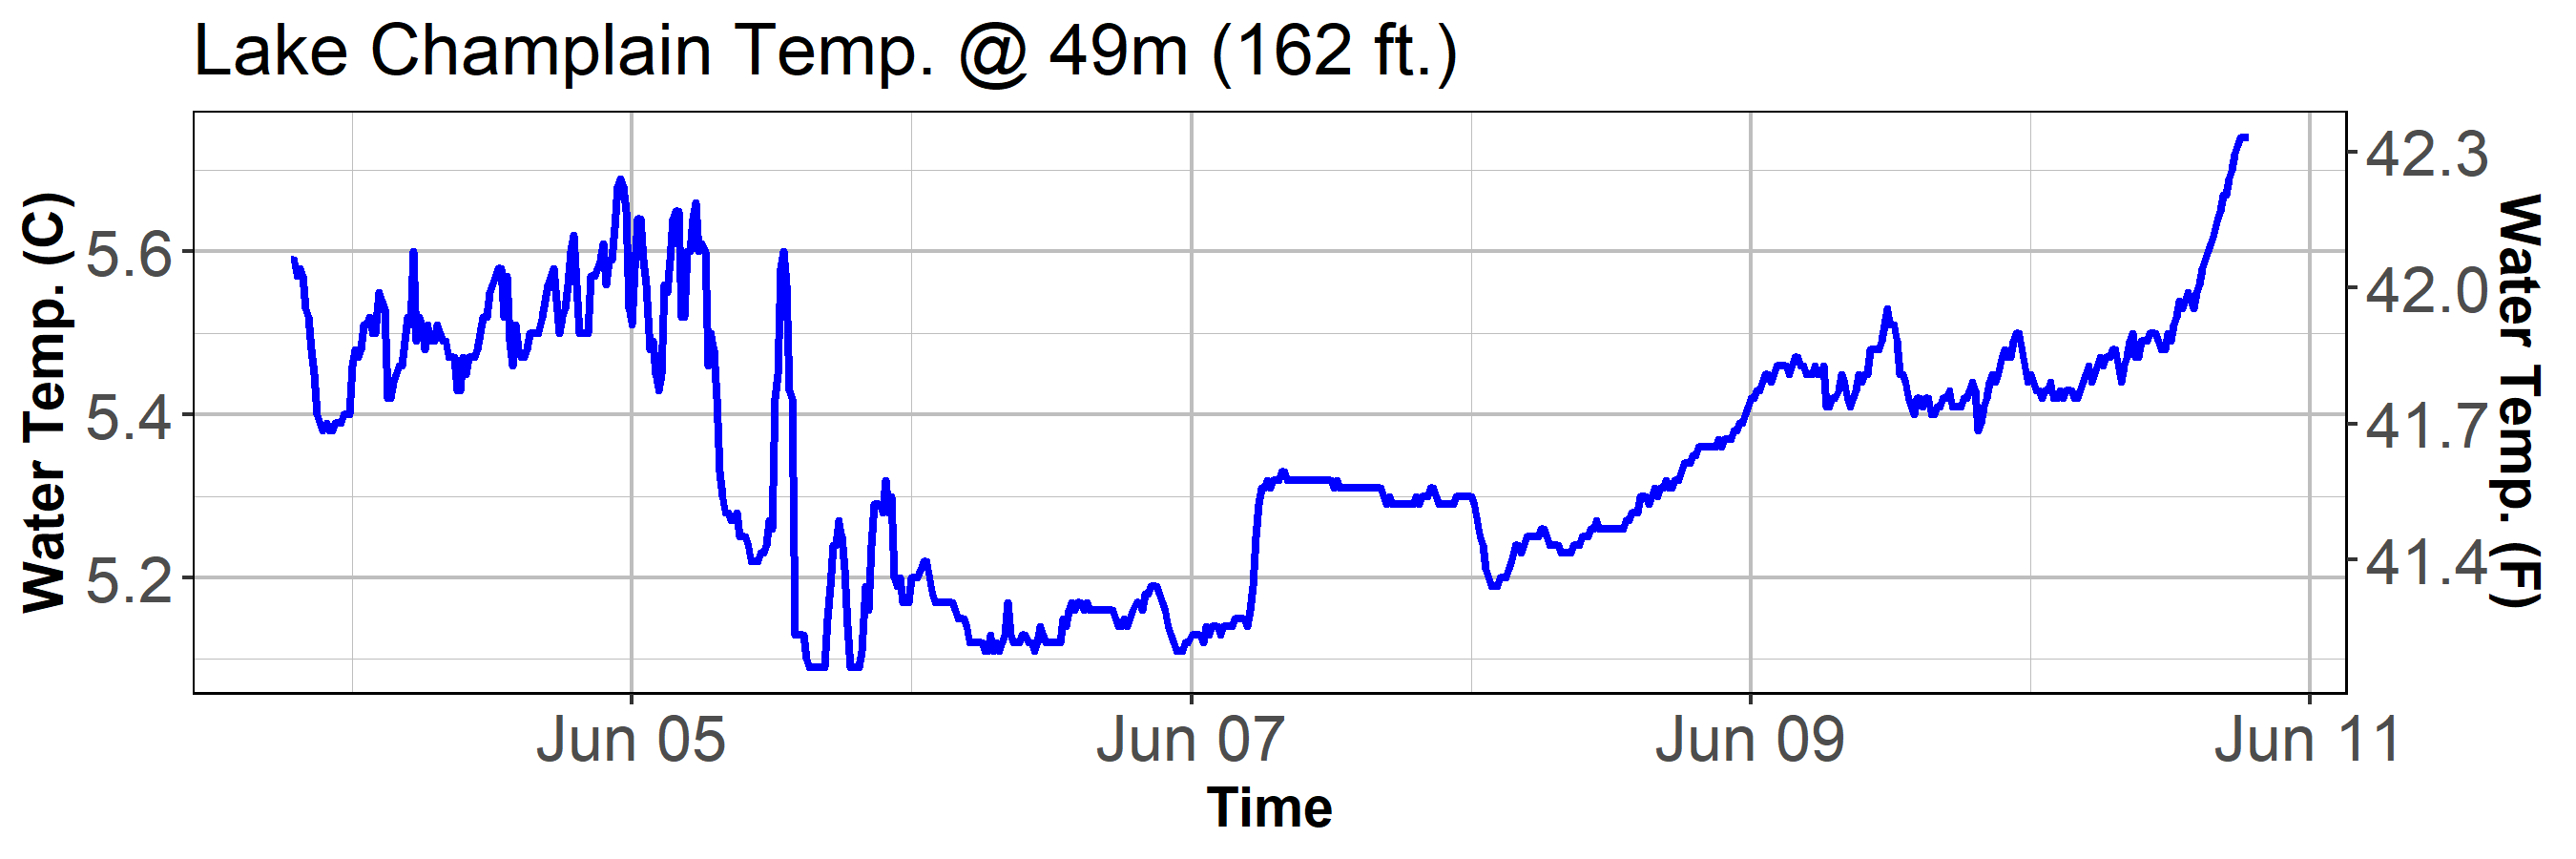 Lake Champlain Temp. @ 49m (162 ft.)
Water Temp. (C)
5.6
5.4
5.2
42.3
42.0
41.7
41.4
Water Temp. (F)
Jun 05 Jun 07 Jun 09 Jun 11
Time